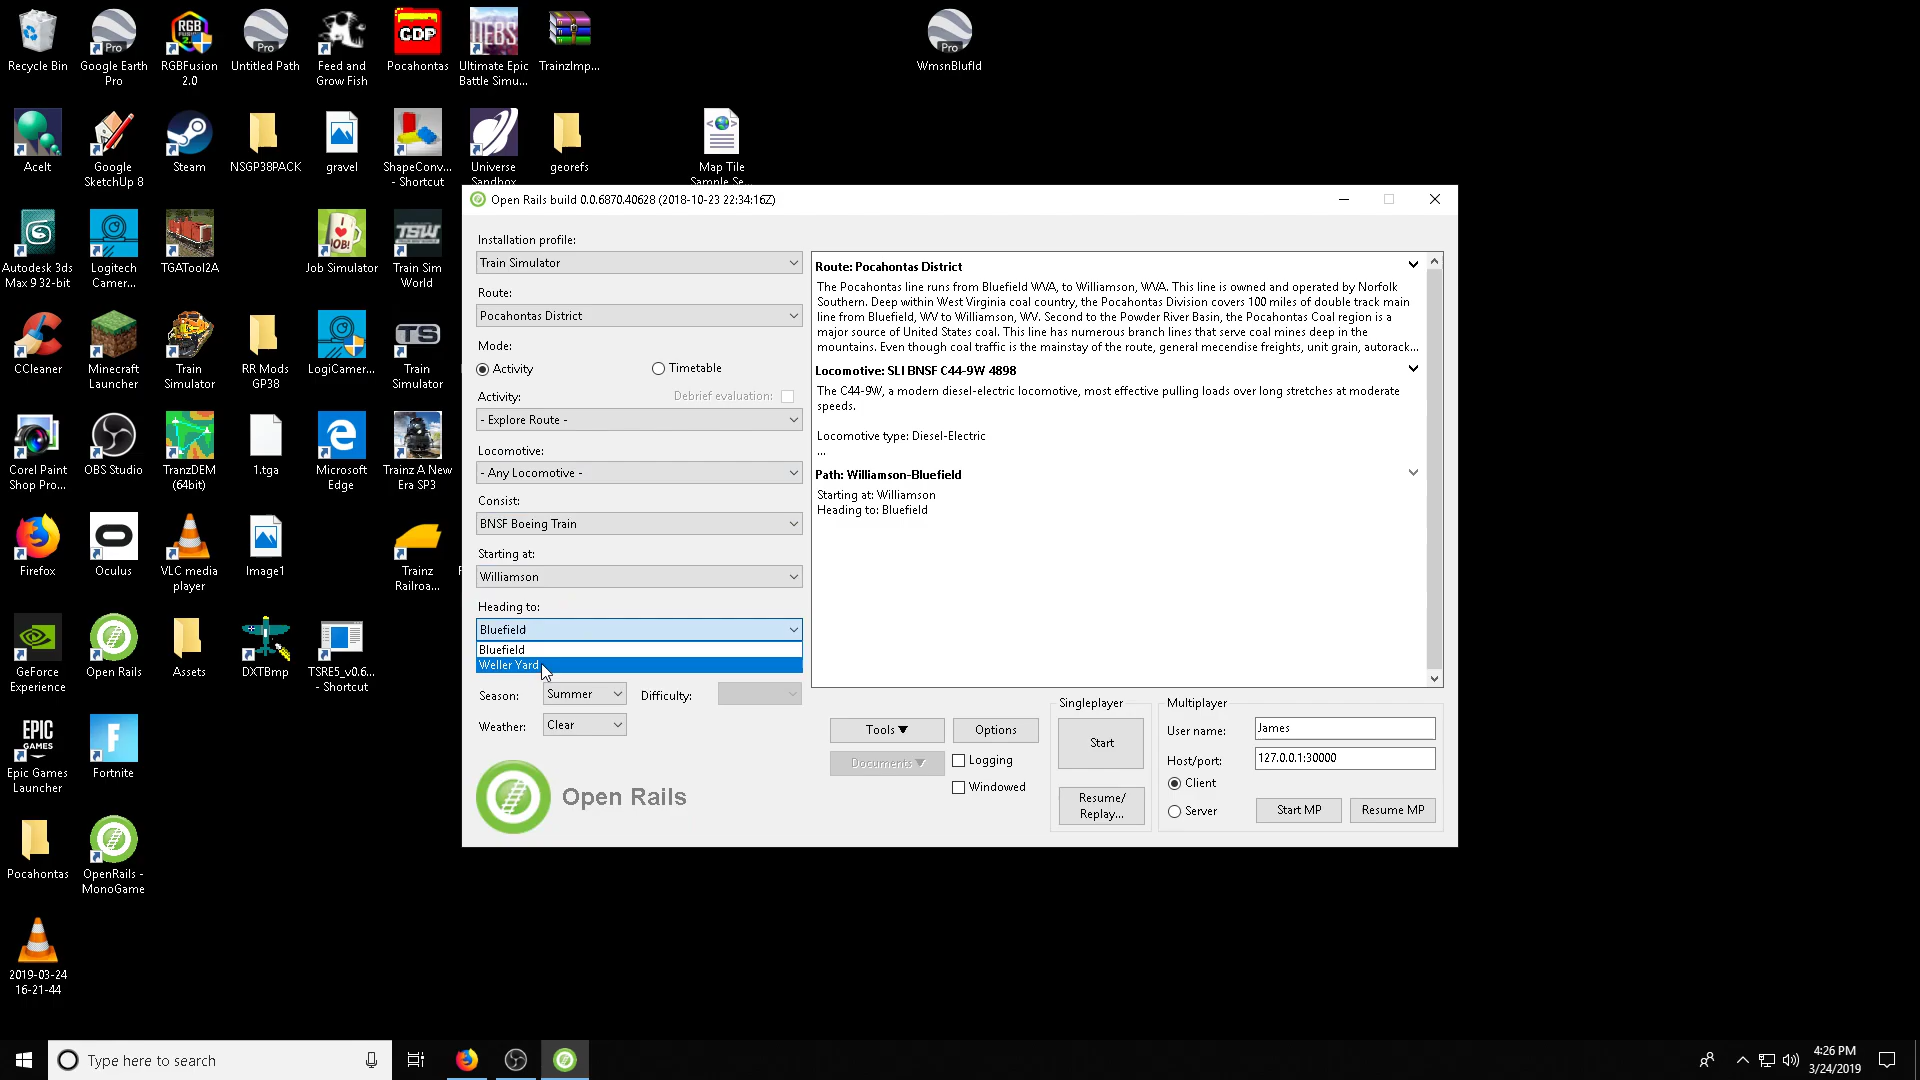 Recycle Bin
Google Earth
Pro
RGBFusion
2.0
Untitled Path
Feed and
Grow Fish
Pocahontas
Ultimate Epic
Battle Simu...
TrainzImp...
WmsnBlufld
Pro
Pro
Pro
RGB
GDP
UEBS
AceIt
Google
SketchUp 8
Steam
NSGP38PACK
gravel
ShapeConv...
- Shortcut
Universe
Sandbox
georefs
Map Tile
Sample Se...
Autodesk 3ds
Max 9 32-bit
Logitech
Camer...
TGATool2A
JOB!
Job Simulator
TSW
Train Sim
World
CCleaner
Minecraft
Launcher
Train
Simulator
RR Mods
GP38
LogiCamer...
TS
Train
Simulator
Corel Paint
Shop Pro...
OBS Studio
TranzDEM
(64bit)
1.tga
Microsoft
Edge
Trainz A New
Era SP3
Firefox
Oculus
VLC media
player
Image1
Trainz
Railroa...
GeForce
Experience
Open Rails
Assets
DXTBmp
TSRE5_v0.6...
- Shortcut
EPIC
GAMES
Epic Games
Launcher
F
Fortnite
Pocahontas
OpenRails -
MonoGame
2019-03-24
16-21-44
Open Rails build 0.0.6870.40628 (2018-10-23 22:34:16Z)
Installation profile:
Train Simulator
Route:
Pocahontas District
Mode:
Activity
Timetable
Activity:
Debrief evaluation:
- Explore Route -
Locomotive:
- Any Locomotive -
Consist:
BNSF Boeing Train
Starting at:
Williamson
Heading to:
Bluefield
Bluefield
Weller Yard
Season:
Summer
Difficulty:
Weather:
Clear
Open Rails
Route: Pocahontas District
The Pocahontas line runs from Bluefield WVA, to Williamson, WVA. This line is owned and operated by Norfolk
Southern. Deep within West Virginia coal country, the Pocahontas Division covers 100 miles of double track main
line from Bluefield, WV to Williamson, WV. Second to the Powder River Basin, the Pocahontas Coal region is a
major source of United States coal. This line has numerous branch lines that serve coal mines deep in the
mountains. Even though coal traffic is the mainstay of the route, general mecendise freights, unit grain, autorack...
Locomotive: SLI BNSF C44-9W 4898
The C44-9W, a modern diesel-electric locomotive, most effective pulling loads over long stretches at moderate
speeds.
Locomotive type: Diesel-Electric
...
Path: Williamson-Bluefield
Starting at: Williamson
Heading to: Bluefield
Tools ▼
Options
Documents ▼
Logging
Windowed
Singleplayer
Start
Resume/
Replay...
Multiplayer
User name:
James
Host/port:
127.0.0.1:30000
Client
Server
Start MP
Resume MP
Type here to search
4:26 PM
3/24/2019